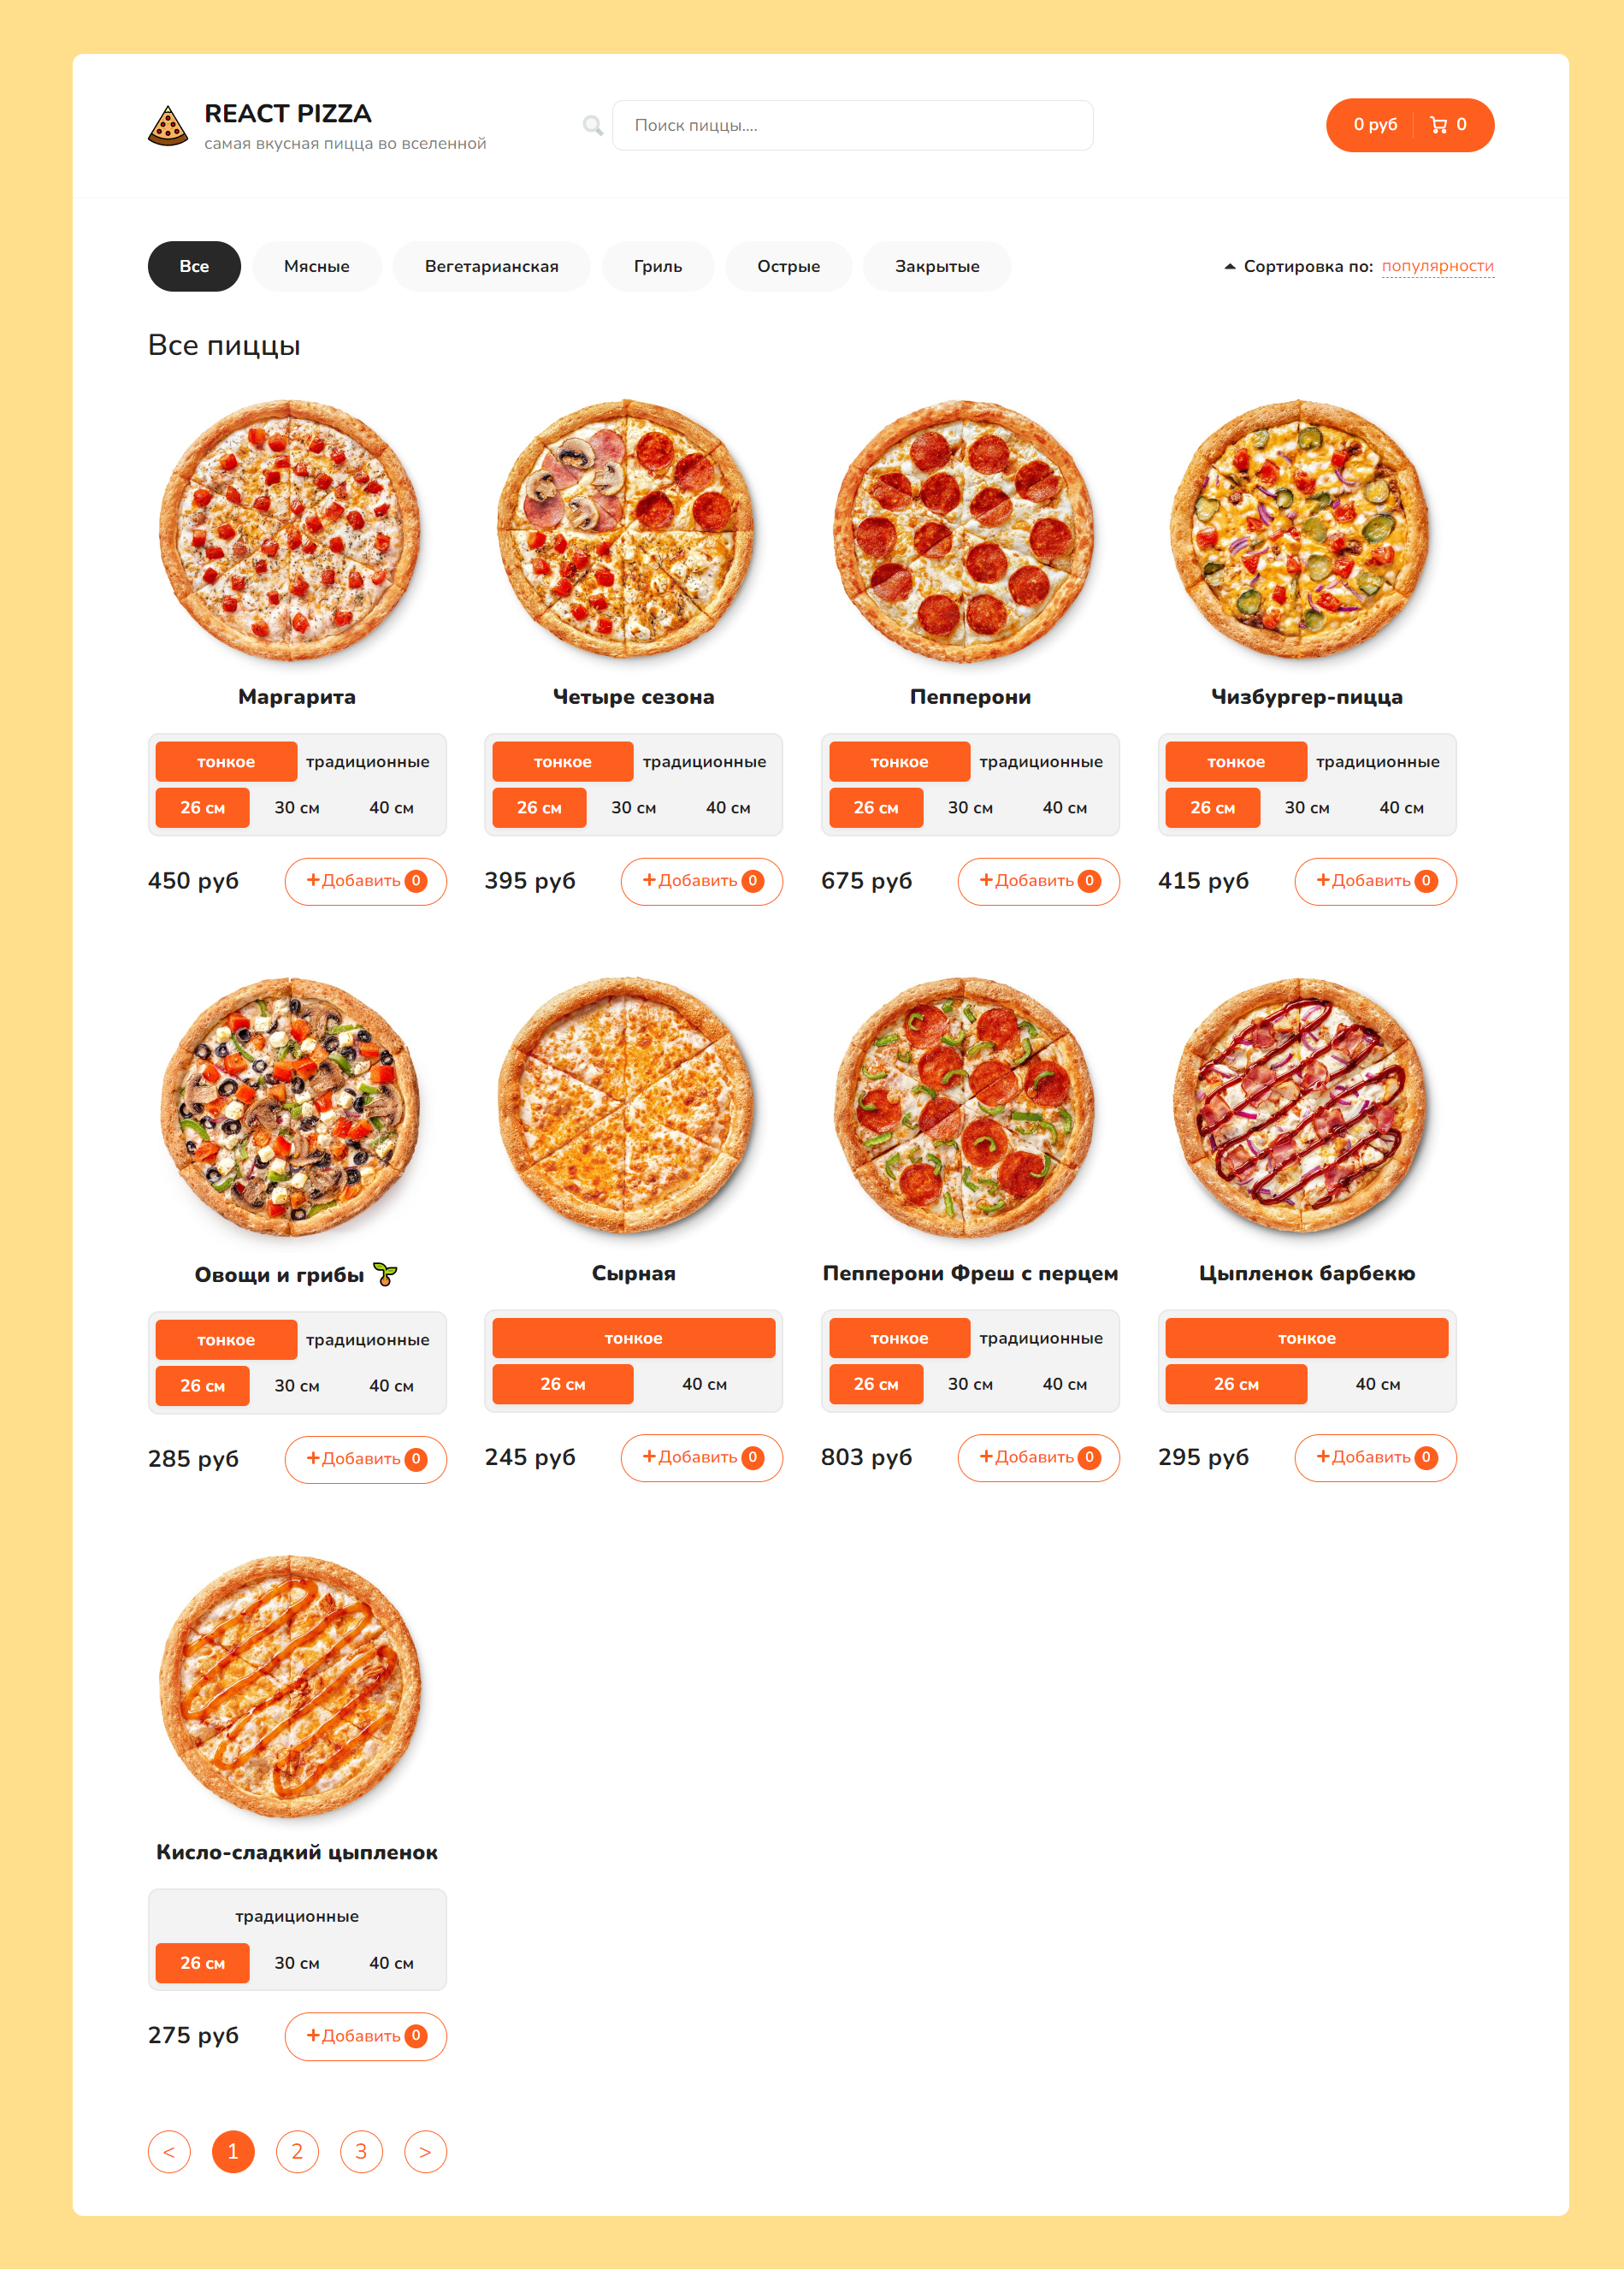 REACT PIZZA
самая вкусная пицца во вселенной
Поиск пиццы....
0 руб 0
Все Мясные Вегетарианская Гриль Острые Закрытые
Сортировка по: популярности
Все пиццы
Маргарита
тонкое традиционные
26 см 30 см 40 см
450 руб +Добавить 0
Четыре сезона
тонкое традиционные
26 см 30 см 40 см
395 руб +Добавить 0
Пепперони
тонкое традиционные
26 см 30 см 40 см
675 руб +Добавить 0
Чизбургер-пицца
тонкое традиционные
26 см 30 см 40 см
415 руб +Добавить 0
Овощи и грибы
тонкое традиционные
26 см 30 см 40 см
285 руб +Добавить 0
Сырная
тонкое
26 см 40 см
245 руб +Добавить 0
Пепперони Фреш с перцем
тонкое традиционные
26 см 30 см 40 см
803 руб +Добавить 0
Цыпленок барбекю
тонкое
26 см 40 см
295 руб +Добавить 0
Кисло-сладкий цыпленок
традиционные
26 см 30 см 40 см
275 руб +Добавить 0
< 1 2 3 >